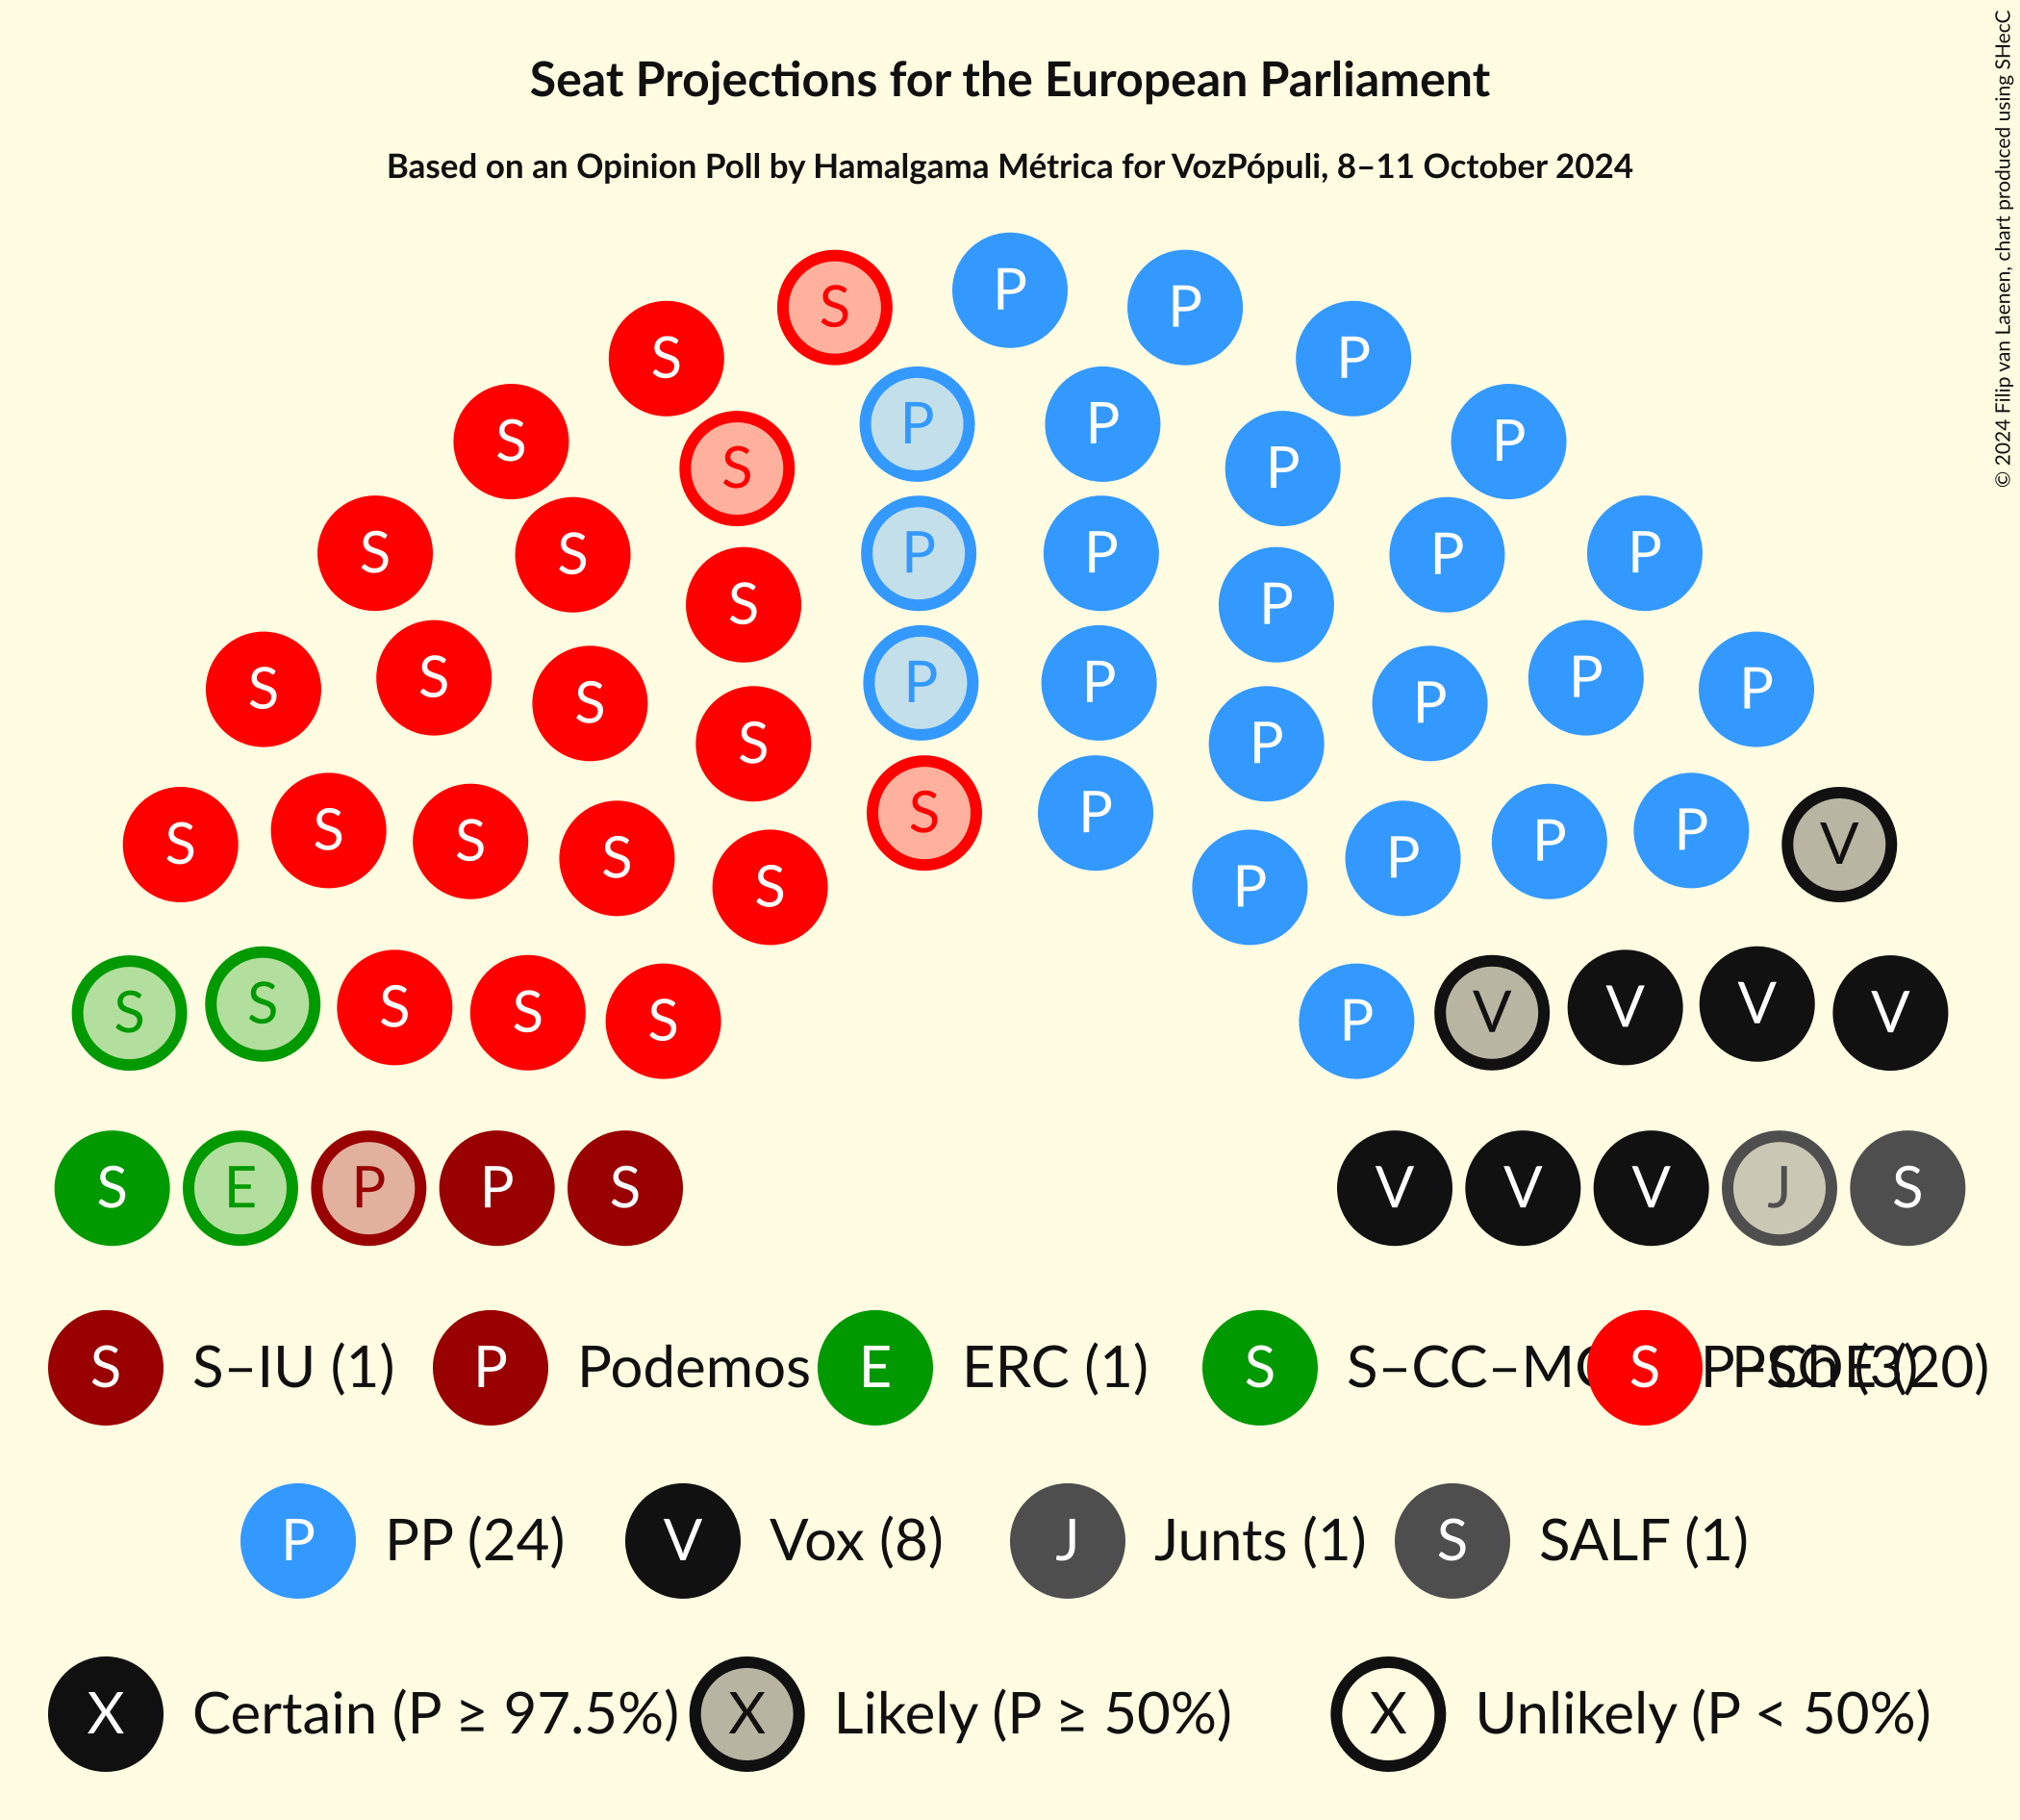 Seat Projections for the European Parliament
Based on an Opinion Poll by Hamalgama Métrica for VozPópuli, 8–11 October 2024
© 2024 Filip van Laenen, chart produced using SHecC
P
S P
S P
P P
S P
S P
S S P P P P
S P
S S S P P P P P
S P
S P
S S S S P P P V
S P
S S S S S P V V V V
S E P P S V V V J S
S S–IU (1) P Podemos E ERC (1) S S PSOE (20)
P PP (24) V Vox (8) J Junts (1) S SALF (1)
X Certain (P ≥ 97.5%) X Likely (P ≥ 50%) X Unlikely (P < 50%)